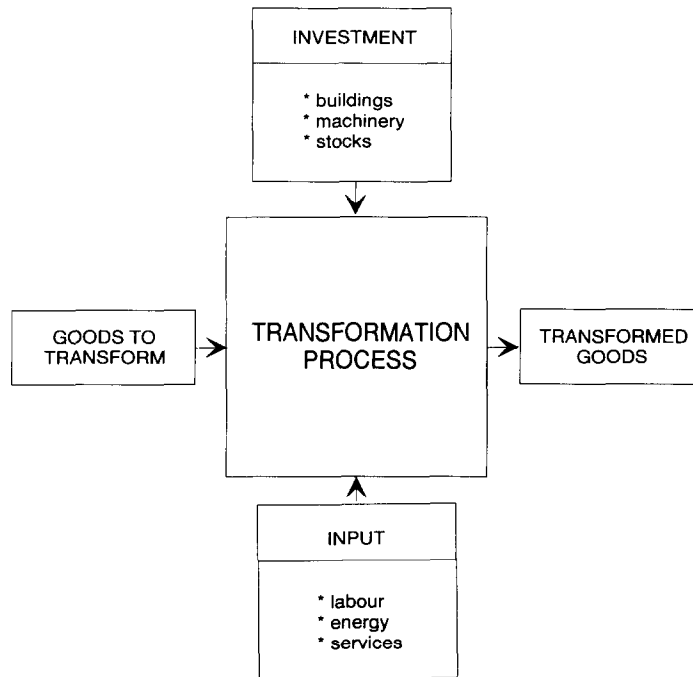 INVESTMENT
* buildings
* machinery
* stocks
GOODS TO
TRANSFORM
TRANSFORMATION
PROCESS
TRANSFORMED
GOODS
INPUT
* labour
* energy
* services